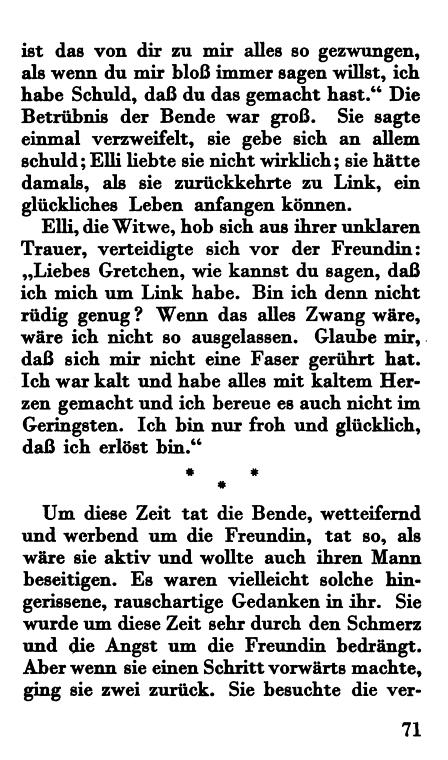 ist das von dir zu mir alles so gezwungen,
als wenn du mir bloß immer sagen willst, ich
habe Schuld, daß du das gemacht hast.“ Die
Betrübnis der Bende war groß. Sie sagte
einmal verzweifelt, sie gebe sich an allem
schuld; Elli liebte sie nicht wirklich; sie hätte
damals, als sie zurückkehrte zu Link, ein
glückliches Leben anfangen können.
Elli, die Witwe, hob sich aus ihrer unklaren
Trauer, verteidigte sich vor der Freundin:
„Liebes Gretchen, wie kannst du sagen, daß
ich mich um Link habe. Bin ich denn nicht
rüdig genug? Wenn das alles Zwang wäre,
wäre ich nicht so ausgelassen. Glaube mir,
daß sich mir nicht eine Faser gerührt hat.
Ich war kalt und habe alles mit kaltem Her-
zen gemacht und ich bereue es auch nicht im
Geringsten. Ich bin nur froh und glücklich,
daß ich erlöst bin.“
* * *
Um diese Zeit tat die Bende, wetteifernd
und werbend um die Freundin, tat so, als
wäre sie aktiv und wollte auch ihren Mann
beseitigen. Es waren vielleicht solche hin-
gerissene, rauschartige Gedanken in ihr. Sie
wurde um diese Zeit sehr durch den Schmerz
und die Angst um die Freundin bedrängt.
Aber wenn sie einen Schritt vorwärts machte,
ging sie zwei zurück. Sie besuchte die ver-
71